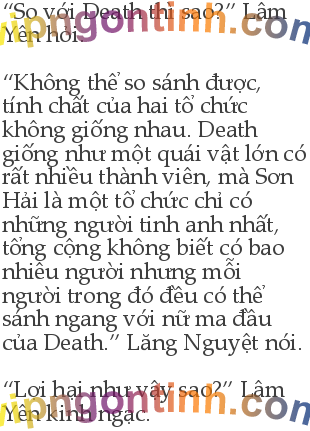 “So với Death thì sao?” Lâm
Yên hỏi.
“Không thể so sánh được,
tính chất của hai tổ chức
không giống nhau. Death
giống như một quái vật lớn có
rất nhiều thành viên, mà Sơn
Hải là một tổ chức chỉ có
những người tinh anh nhất,
tổng cộng không biết có bao
nhiêu người nhưng mỗi
người trong đó đều có thể
sánh ngang với nữ ma đầu
của Death.” Lăng Nguyệt nói.
“Lợi hại như vậy sao?” Lâm
Yên kinh ngạc.
vipngontinh.com
vipngontinh.com